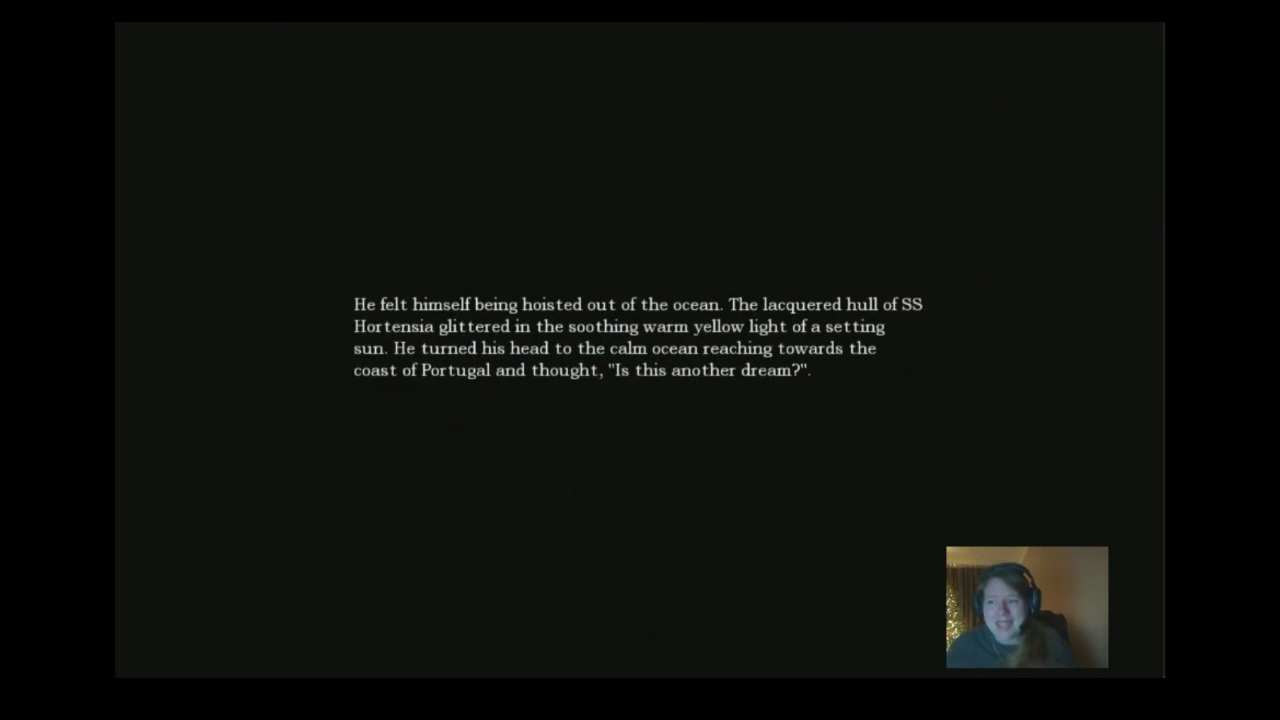 He felt himself being hoisted out of the ocean. The lacquered hull of SS
Hortensia glittered in the soothing warm yellow light of a setting
sun. He turned his head to the calm ocean reaching towards the
coast of Portugal and thought, "Is this another dream?".